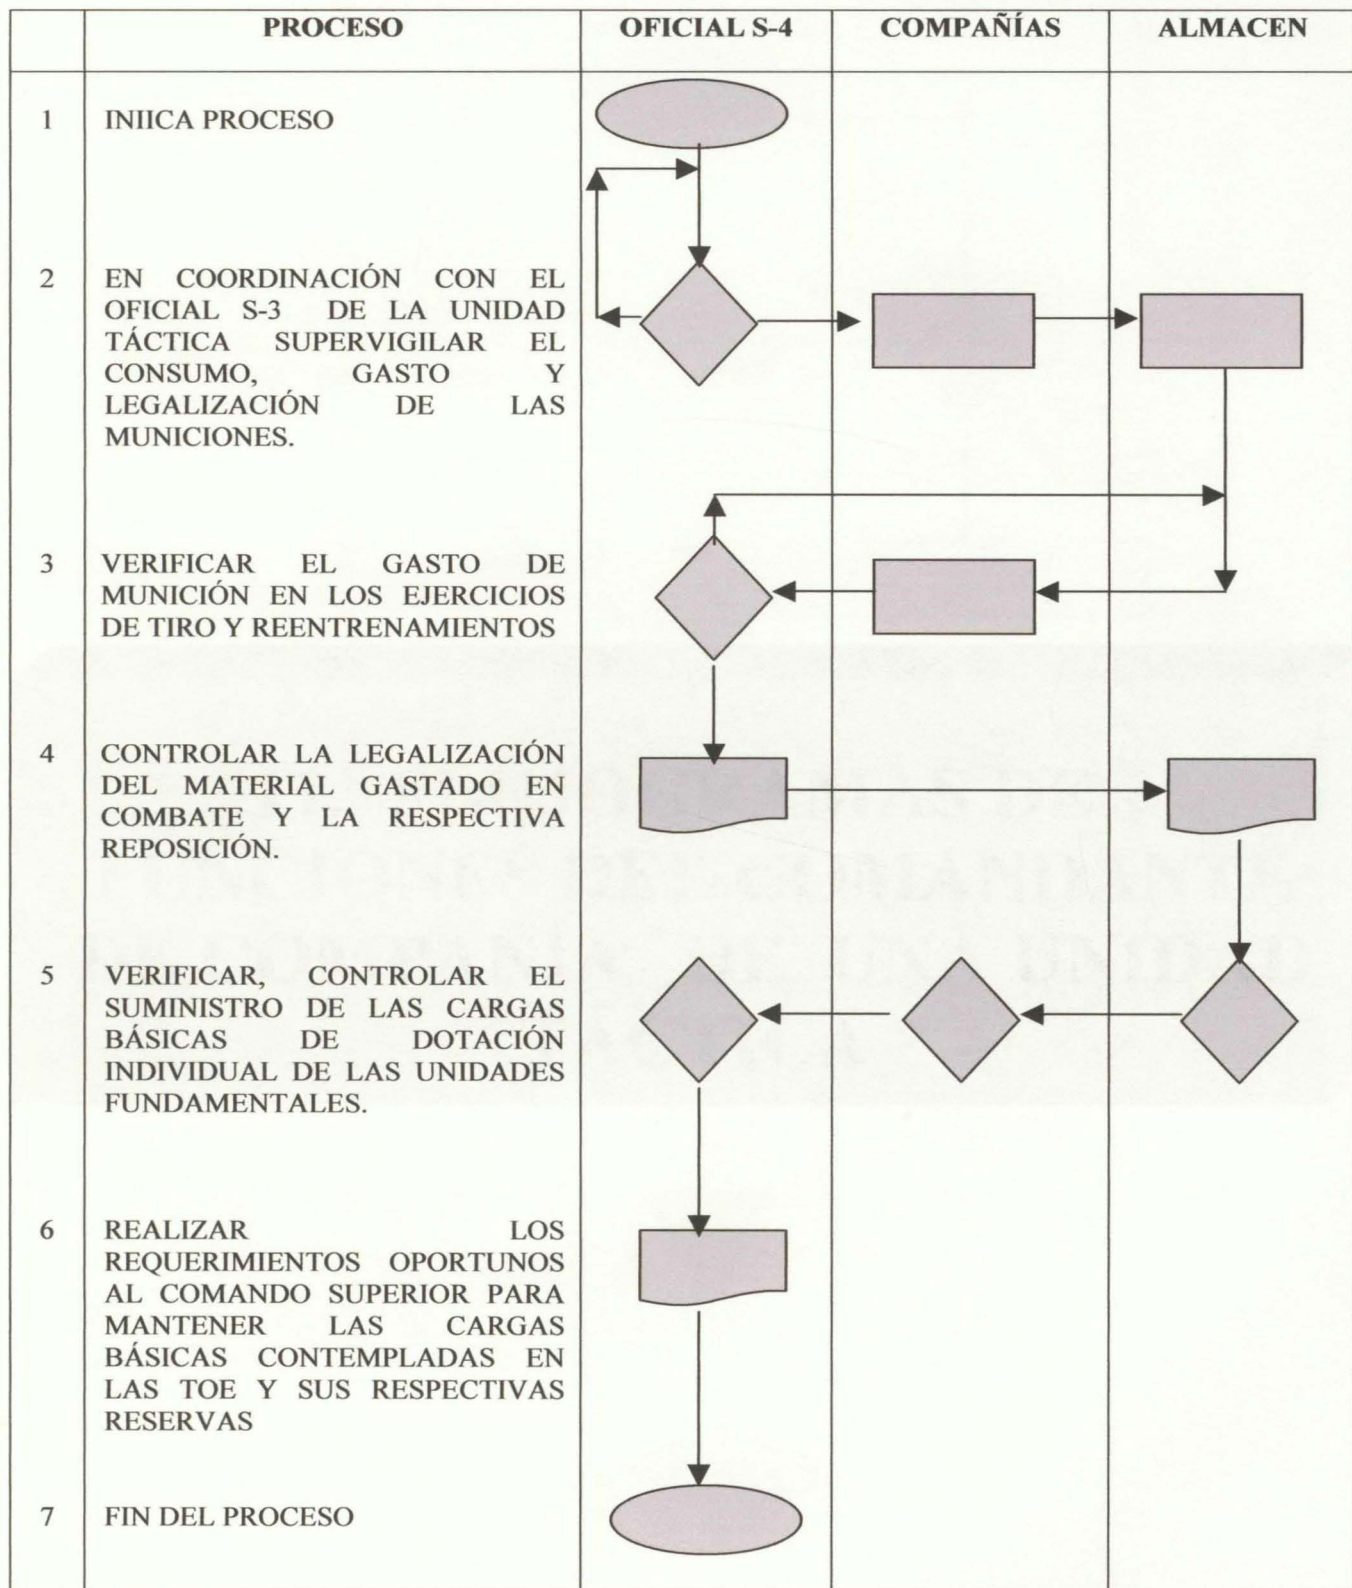 PROCESO OFICIAL S-4 COMPAÑÍAS ALMACEN
1 INIICA PROCESO
2 EN COORDINACIÓN CON EL
OFICIAL S-3 DE LA UNIDAD
TÁCTICA SUPERVIGILAR EL
CONSUMO, GASTO Y
LEGALIZACIÓN DE LAS
MUNICIONES.
3 VERIFICAR EL GASTO DE
MUNICIÓN EN LOS EJERCICIOS
DE TIRO Y REENTRENAMIENTOS
4 CONTROLAR LA LEGALIZACIÓN
DEL MATERIAL GASTADO EN
COMBATE Y LA RESPECTIVA
REPOSICIÓN.
5 VERIFICAR, CONTROLAR EL
SUMINISTRO DE LAS CARGAS
BÁSICAS DE DOTACIÓN
INDIVIDUAL DE LAS UNIDADES
FUNDAMENTALES.
6 REALIZAR LOS
REQUERIMIENTOS OPORTUNOS
AL COMANDO SUPERIOR PARA
MANTENER LAS CARGAS
BÁSICAS CONTEMPLADAS EN
LAS TOE Y SUS RESPECTIVAS
RESERVAS
7 FIN DEL PROCESO